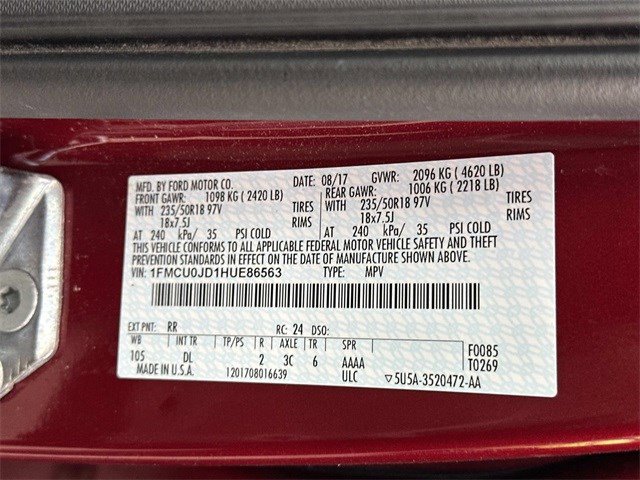 MFD. BY FORD MOTOR CO. DATE: 08/17 GVWR: 2096 KG ( 4620 LB)
FRONT GAWR: 1098 KG ( 2420 LB) REAR GAWR: 1006 KG ( 2218 LB)
WITH 235/50R18 97V TIRES WITH 235/50R18 97V TIRES
18x7.5J RIMS 18x7.5J RIMS
AT 240 kPa/ 35 PSI COLD AT 240 kPa/ 35 PSI COLD
THIS VEHICLE CONFORMS TO ALL APPLICABLE FEDERAL MOTOR VEHICLE SAFETY AND THEFT
PREVENTION STANDARDS IN EFFECT ON THE DATE OF MANUFACTURE SHOWN ABOVE.
VIN: 1FMCU0JD1HUE86563 TYPE: MPV
EXT PNT: RR RC: 24 DSO:
WB INT TR TP/PS R AXLE TR SPR F0085
105 DL 2 3C 6 AAAA T0269
MADE IN U.S.A. 1201708016639 ULC ▽5U5A-3520472-AA